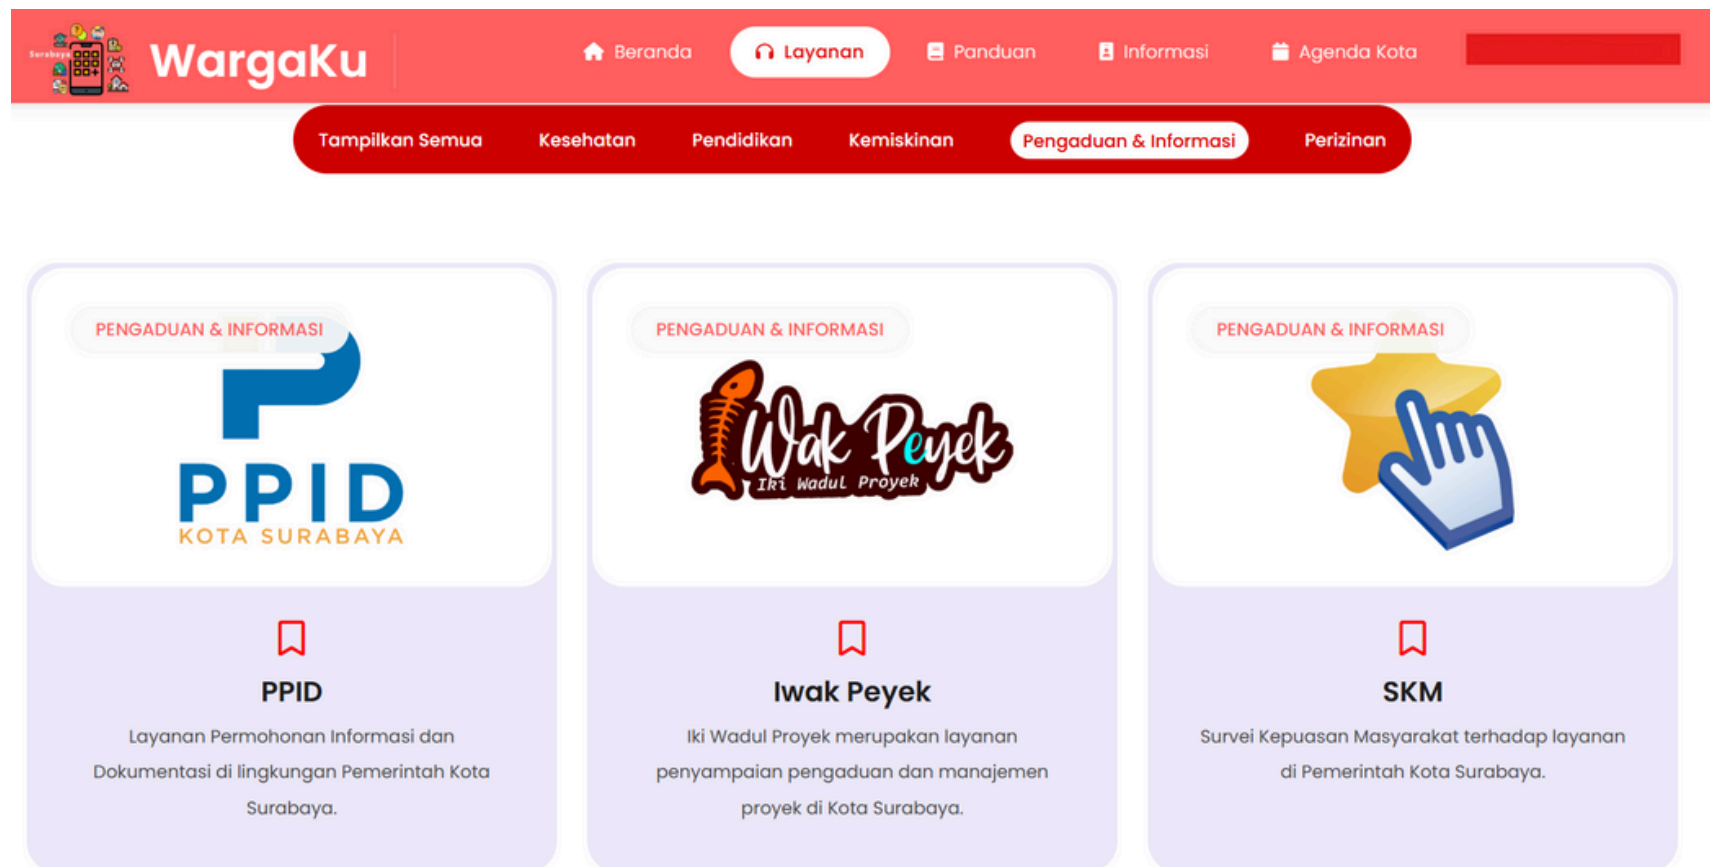 Surabaya
WargaKu
Beranda
Layanan
Panduan
Informasi
Agenda Kota
Tampilkan Semua
Kesehatan
Pendidikan
Kemiskinan
Pengaduan & Informasi
Perizinan
PENGADUAN & INFORMASI
PPID
KOTA SURABAYA
PPID
Layanan Permohonan Informasi dan
Dokumentasi di lingkungan Pemerintah Kota
Surabaya.
PENGADUAN & INFORMASI
Iwak Peyek
Iki Wadul Proyek
Iwak Peyek
Iki Wadul Proyek merupakan layanan
penyampaian pengaduan dan manajemen
proyek di Kota Surabaya.
PENGADUAN & INFORMASI
SKM
Survei Kepuasan Masyarakat terhadap layanan
di Pemerintah Kota Surabaya.